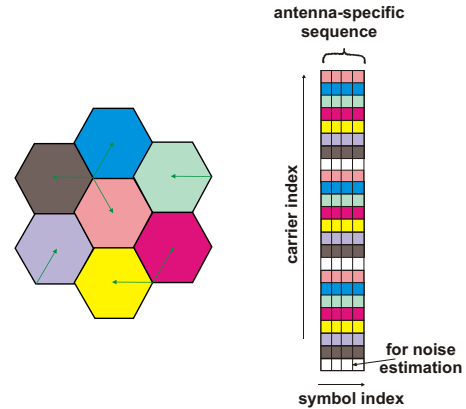 antenna-specific
sequence
carrier index
for noise
estimation
symbol index